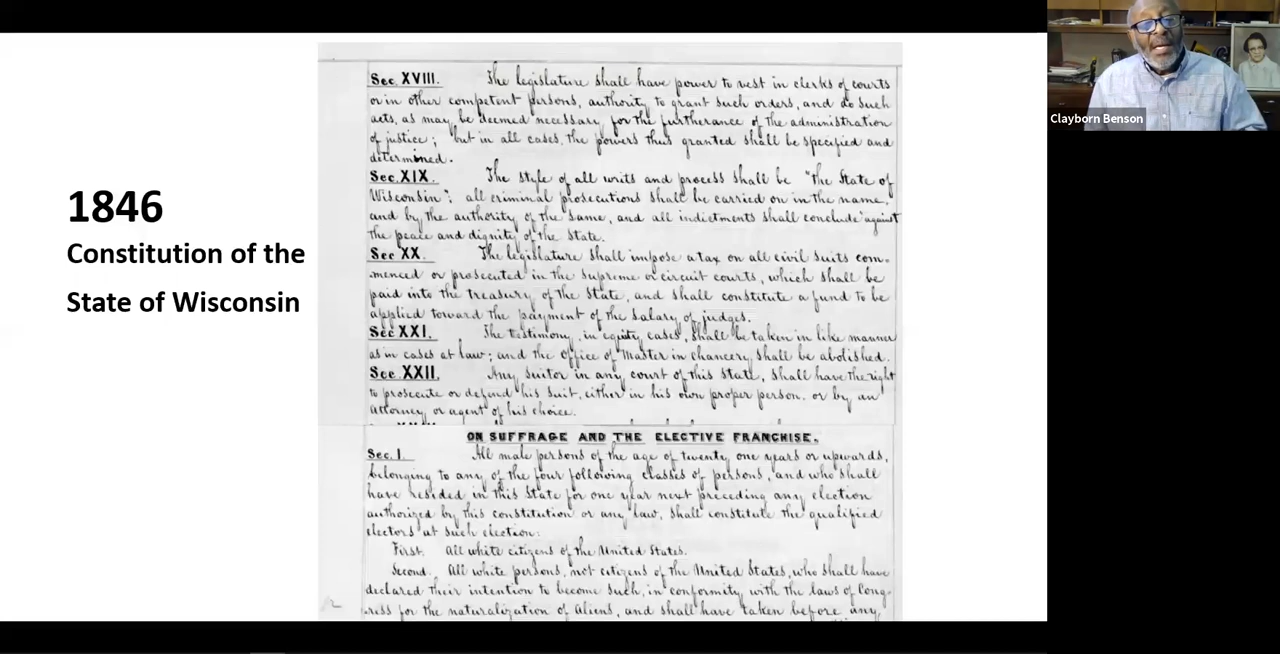 1846
Constitution of the
State of Wisconsin
Sec. XVIII. The legislature shall have power to vest in clerks of courts
or in other competent persons, authority to grant such orders, and do such
acts, as may be deemed necessary for the furtherance of the administration
of justice; but in all cases, the powers thus granted shall be specified and
determined.
Sec. XIX. The style of all writs and process shall be "the State of
Wisconsin"; all criminal prosecutions shall be carried on in the name,
and by the authority of the same, and all indictments shall conclude "against
the peace and dignity of the State.
Sec XX. The legislature shall impose a tax on all civil suits com-
menced or prosecuted in the supreme or circuit courts, which shall be
paid into the treasury of the State, and shall constitute a fund to be
applied toward the payment of the salary of judges.
Sec XXI. The testimony, in equity cases, shall be taken in like manner
as in cases at law; and the office of Master in chancery shall be abolished.
Sec. XXII. Any suitor in any court of this State, shall have the right
to prosecute or defend his suit, either in his own proper person, or by an
Attorney or agent of his choice.
ON SUFFRAGE AND THE ELECTIVE FRANCHISE.
Sec. I. All male persons of the age of twenty one years or upwards,
belonging to any of the four following classes of persons, and who shall
have resided in this State for one year next preceding any election
authorized by this constitution or any law, shall constitute the qualified
electors at such election:
First. All white citizens of the United States.
Second. All white persons, not citizens of the United States, who shall have
declared their intention to become such, in conformity with the laws of Cong-
ress for the naturalization of Aliens, and shall have taken before any,
Clayborn Benson